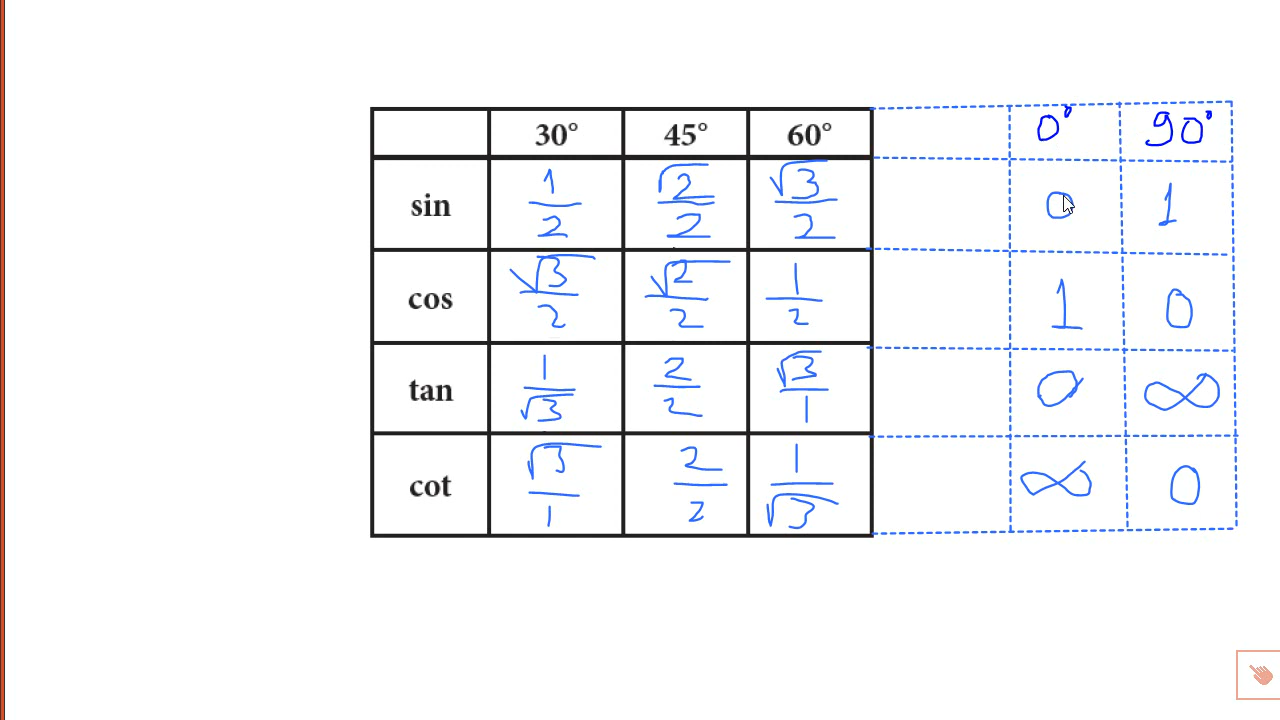 30° 45° 60° 0° 90°
sin 1/2 √2/2 √3/2 0 1
cos √3/2 √2/2 1/2 1 0
tan 1/√3 2/2 √3/1 0 ∞
cot √3/1 2/2 1/√3 ∞ 0